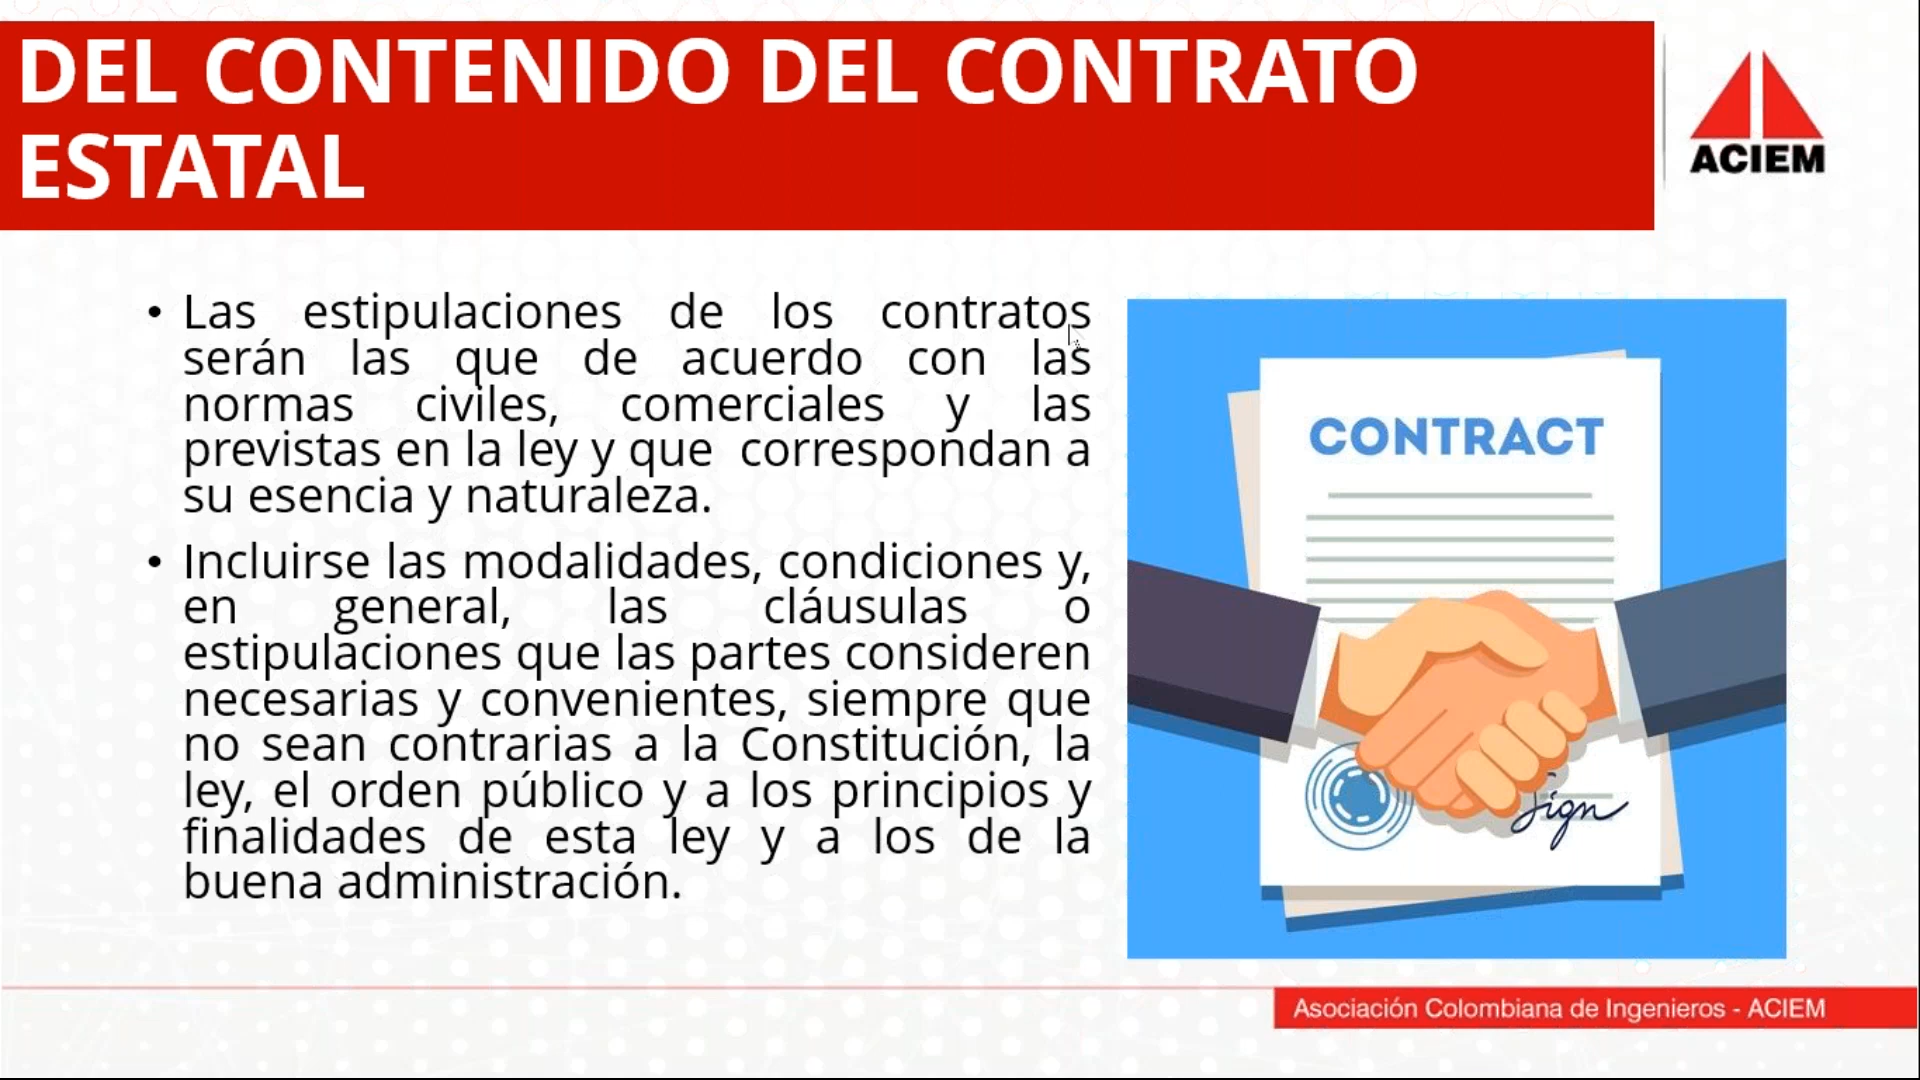 DEL CONTENIDO DEL CONTRATO
ESTATAL
ACIEM
• Las estipulaciones de los contratos
serán las que de acuerdo con las
normas civiles, comerciales y las
previstas en la ley y que correspondan a
su esencia y naturaleza.
• Incluirse las modalidades, condiciones y,
en general, las cláusulas o
estipulaciones que las partes consideren
necesarias y convenientes, siempre que
no sean contrarias a la Constitución, la
ley, el orden público y a los principios y
finalidades de esta ley y a los de la
buena administración.
CONTRACT
Sign
Asociación Colombiana de Ingenieros - ACIEM